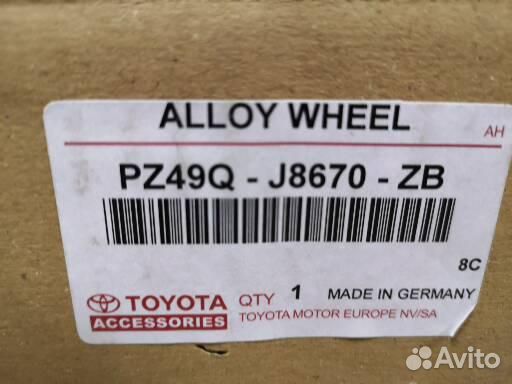 ALLOY WHEEL
AH
PZ49Q - J8670 - ZB
8C
TOYOTA
ACCESSORIES
QTY 1 MADE IN GERMANY
TOYOTA MOTOR EUROPE NV/SA
Avito